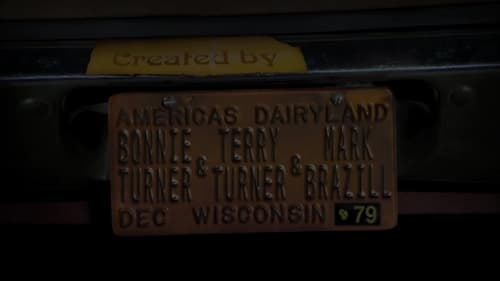 Created by
AMERICAS DAIRYLAND
BONNIE TERRY MARK
TURNER & TURNER & BRAZILL
DEC WISCONSIN 79